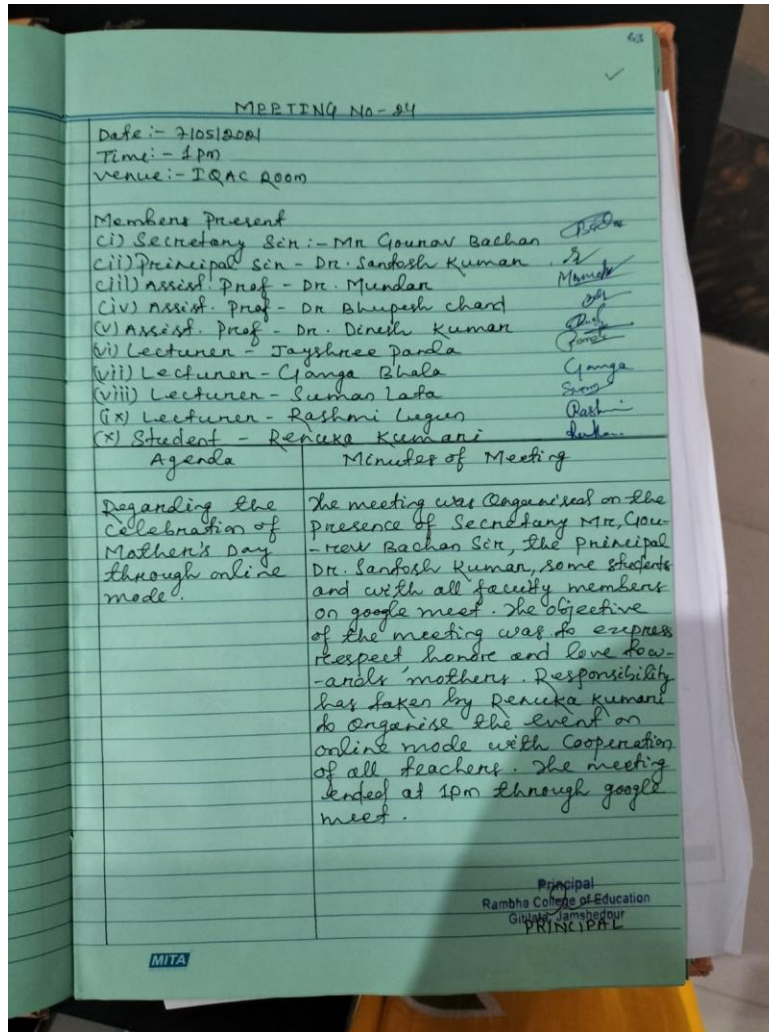 63
MEETING NO - 24
Date :- 7/05/2021
Time :- 1 pm
Venue :- IQAC Room
Members Present
(i) Secretary Sir :- Mr Gourav Bachan
(ii) Principal Sir - Dr. Santosh Kumar
(iii) Assist. Prof - Dr. Mundar
(iv) Assist. Prof - Dr Bhupesh chand
(v) Assist. Prof - Dr. Dinesh Kumar
(vi) Lecturer - Jayshree Panda
(vii) Lecturer - Ganga Bhala
Ganga
(viii) Lecturer - Suman Lata
Suman
(ix) Lecturer - Rashmi Lugun
Rashmi
(x) Student - Renuka Kumari
Agenda
Regarding the
celebration of
Mother's Day
through online
mode.
Minutes of Meeting
The meeting was Organised on the
presence of Secretary Mr, Gou-
-rav Bachan Sir, the Principal
Dr. Santosh Kumar, some students
and with all faculty members
on google meet. The objective
of the meeting was to express
respect, honor and love tow-
-ards mothers. Responsibility
has taken by Renuka Kumari
to Organise the event on
online mode with Cooperation
of all teachers. The meeting
ended at 1pm through google
meet.
Principal
Rambha College of Education
Gitilata, Jamshedpur
PRINCIPAL
MITA